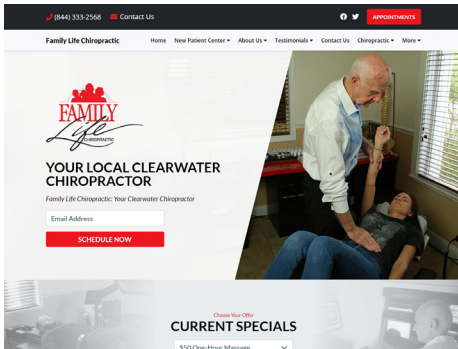 (844) 333-2568 Contact Us APPOINTMENTS
Family Life Chiropractic Home New Patient Center About Us Testimonials Contact Us Chiropractic More
FAMILY
Life
CHIROPRACTIC
YOUR LOCAL CLEARWATER
CHIROPRACTOR
Family Life Chiropractic: Your Clearwater Chiropractor
Email Address
SCHEDULE NOW
Choose Your Offer
CURRENT SPECIALS
$50 One-Hour Massage